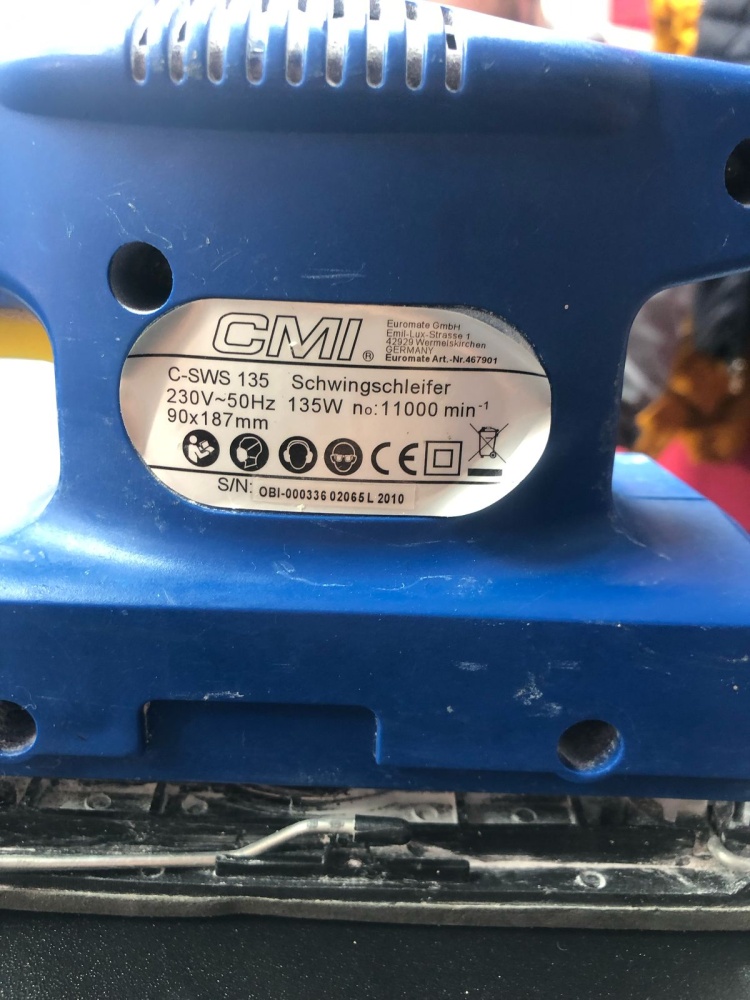 CMI®
Euromate GmbH
Emil-Lux-Strasse 1
42929 Wermelskirchen
GERMANY
Euromate Art.-Nr.467901
C-SWS 135 Schwingschleifer
230V~50Hz 135W n₀:11000 min⁻¹
90x187mm
CE
S/N: OBI-000336 02065 L 2010